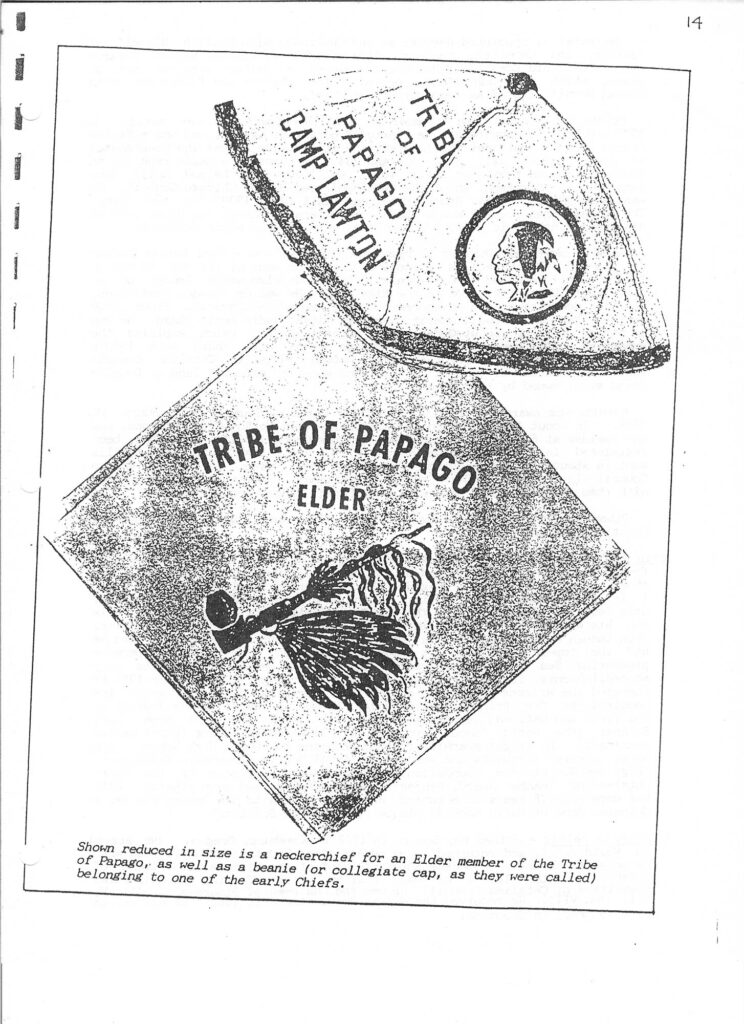 14
TRIBE
OF
PAPAGO
CAMP LAWTON
TRIBE OF PAPAGO
ELDER
Shown reduced in size is a neckerchief for an Elder member of the Tribe
of Papago, as well as a beanie (or collegiate cap, as they were called)
belonging to one of the early Chiefs.